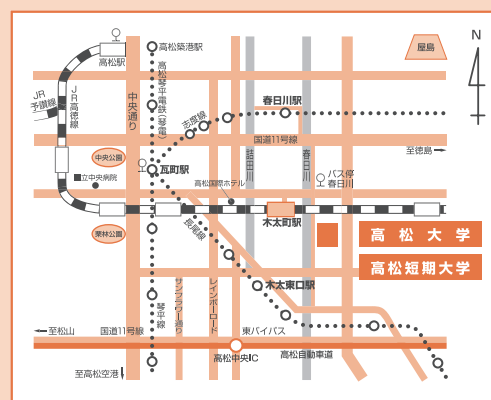 高松築港駅
高松駅
屋島
N
JR
予讃線
JR高徳線
中央通り
高松琴平電鉄(琴電)
志度線
春日川駅
国道11号線
至徳島
中央公園
瓦町駅
詰田川
春日川
バス停
春日川
立中央病院
高松国際ホテル
木太町駅
栗林公園
長尾線
高松大学
高松短期大学
木太東口駅
琴平線
サンフラワー通り
レインボーロード
至松山
国道11号線
東バイパス
高松中央IC
高松自動車道
至高松空港